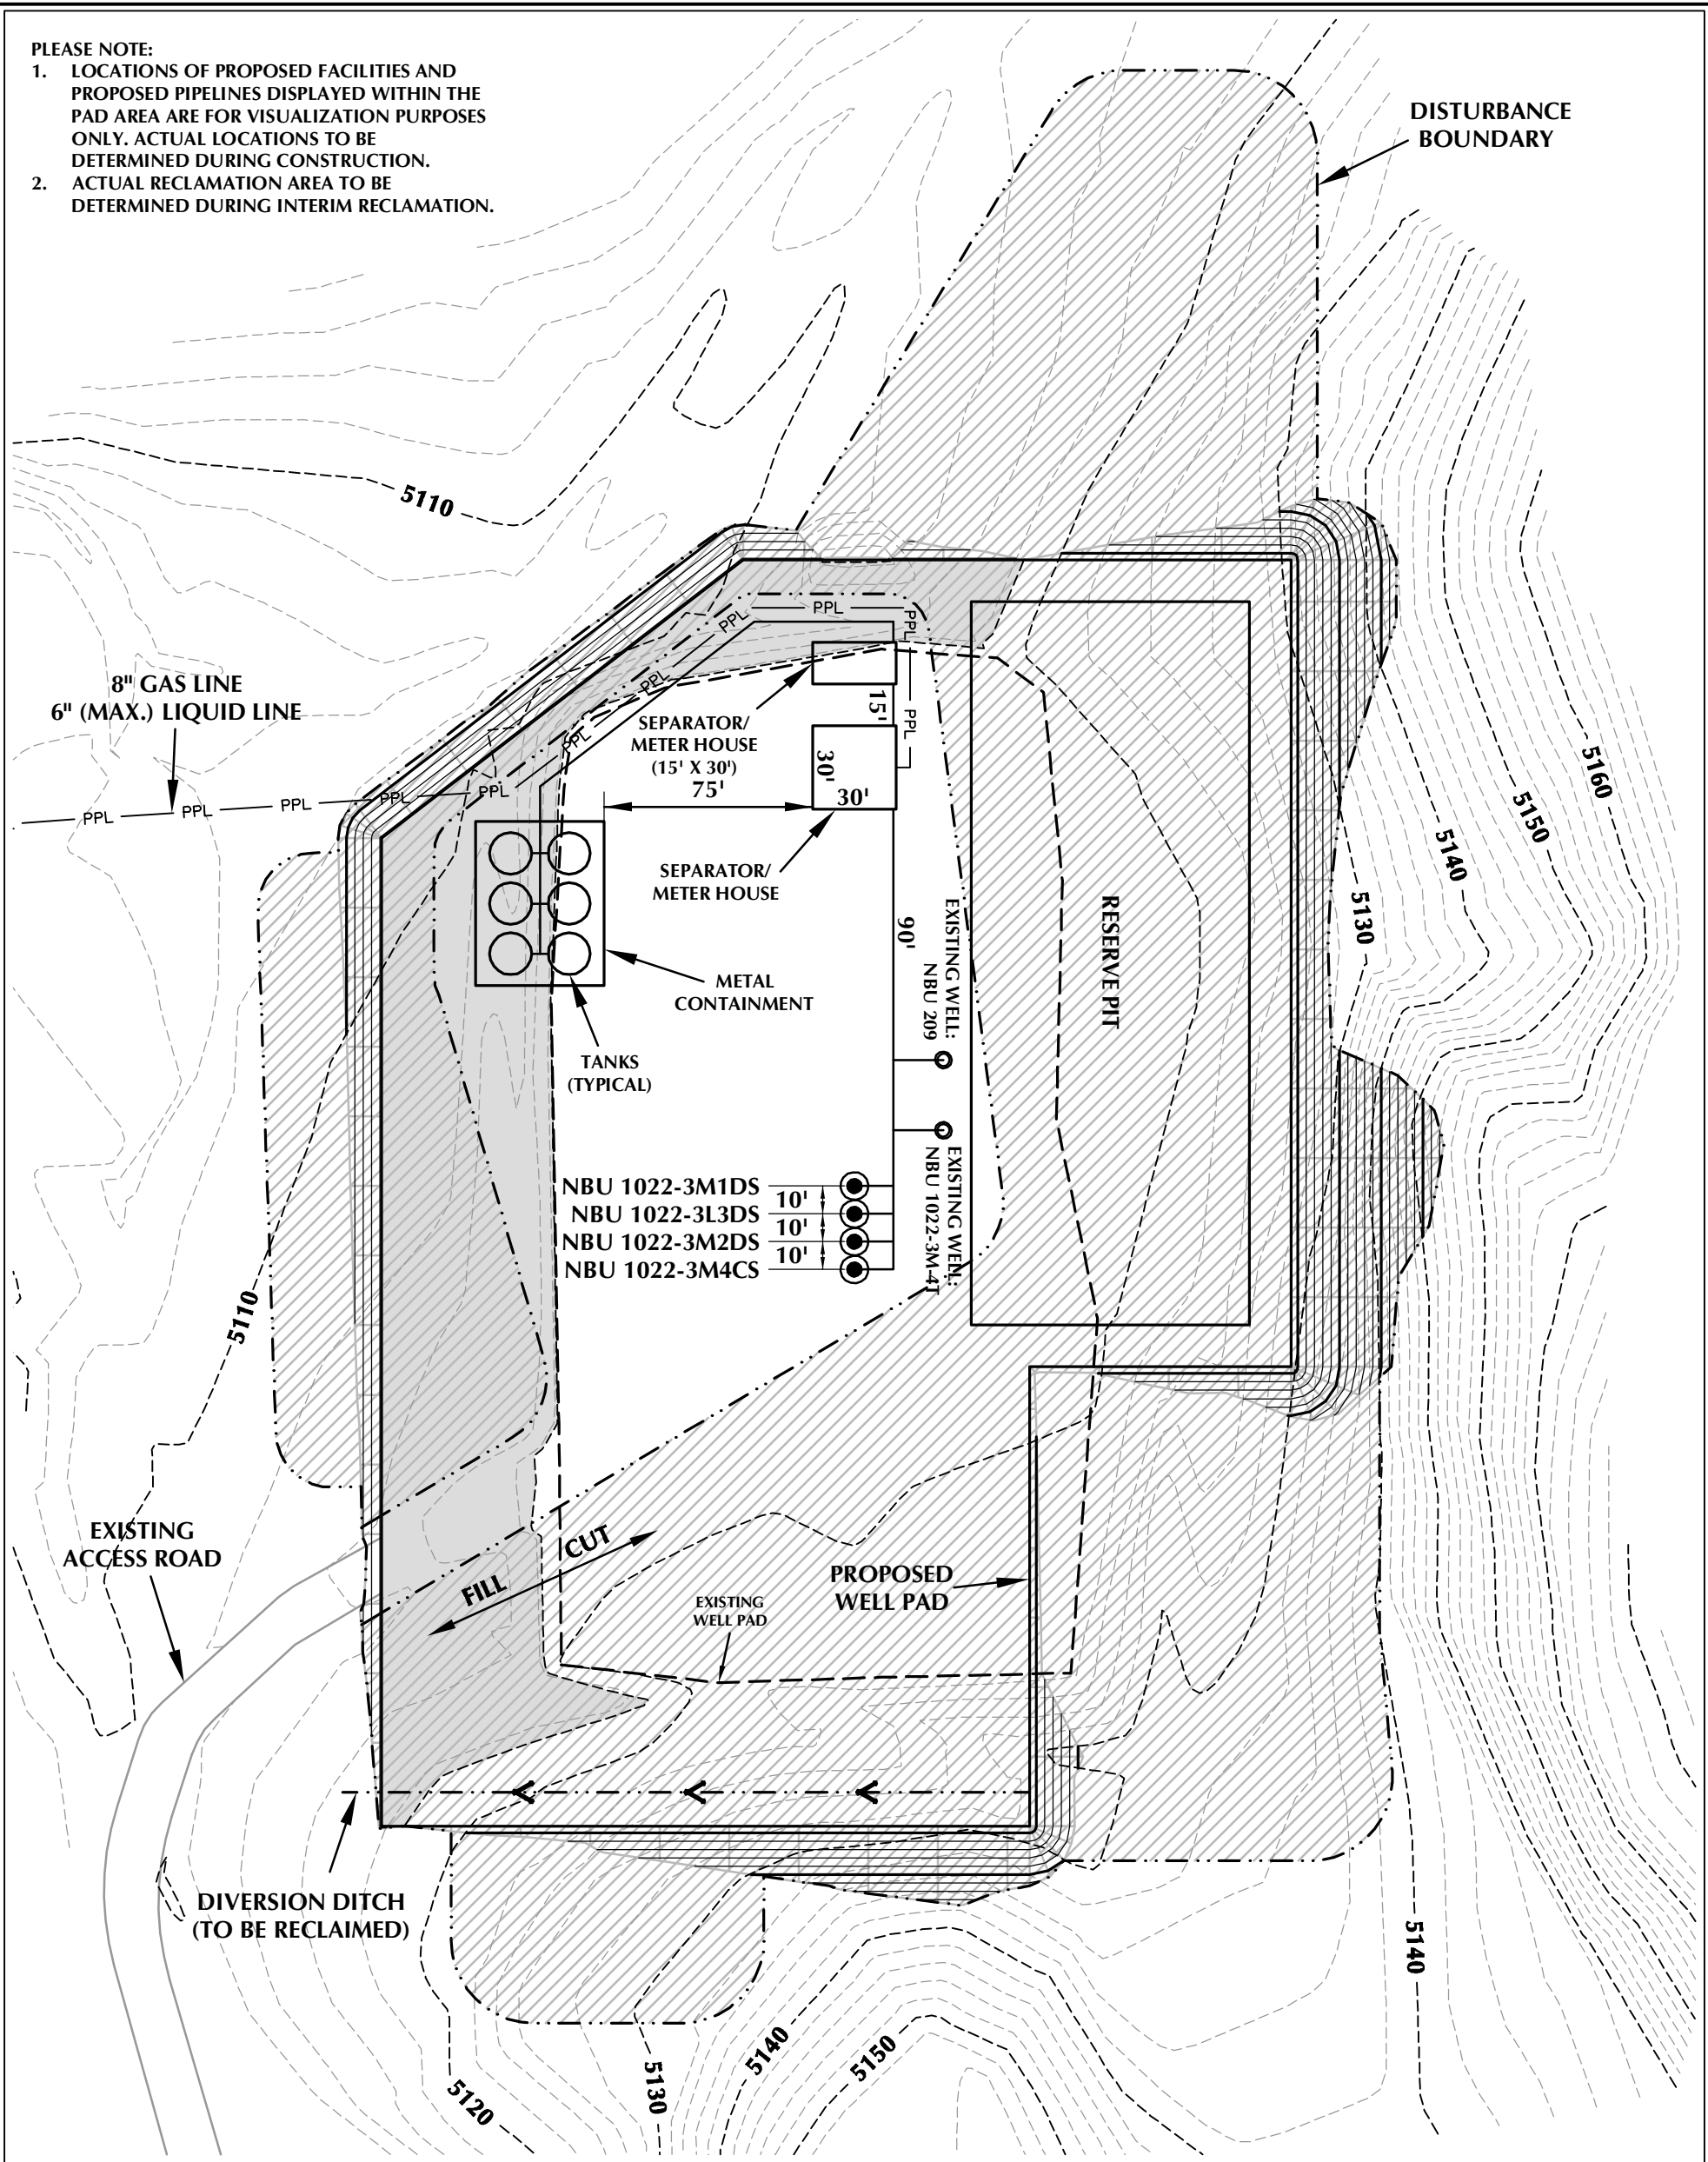 PLEASE NOTE:
1. LOCATIONS OF PROPOSED FACILITIES AND
PROPOSED PIPELINES DISPLAYED WITHIN THE
PAD AREA ARE FOR VISUALIZATION PURPOSES
ONLY. ACTUAL LOCATIONS TO BE
DETERMINED DURING CONSTRUCTION.
2. ACTUAL RECLAMATION AREA TO BE
DETERMINED DURING INTERIM RECLAMATION.
DISTURBANCE
BOUNDARY
5110
8" GAS LINE
6" (MAX.) LIQUID LINE
PPL
PPL
PPL
PPL
PPL
PPL
PPL
PPL
PPL
PPL
PPL
SEPARATOR/
METER HOUSE
(15' X 30')
75'
15'
30'
30'
SEPARATOR/
METER HOUSE
90'
METAL
CONTAINMENT
TANKS
(TYPICAL)
EXISTING WELL:
NBU 209
RESERVE PIT
5130
5140
5150
5160
NBU 1022-3M1DS
10'
NBU 1022-3L3DS
10'
NBU 1022-3M2DS
10'
NBU 1022-3M4CS
EXISTING WELL:
NBU 1022-3M-4T
5110
EXISTING
ACCESS ROAD
CUT
FILL
EXISTING
WELL PAD
PROPOSED
WELL PAD
DIVERSION DITCH
(TO BE RECLAIMED)
5120
5130
5140
5150
5140